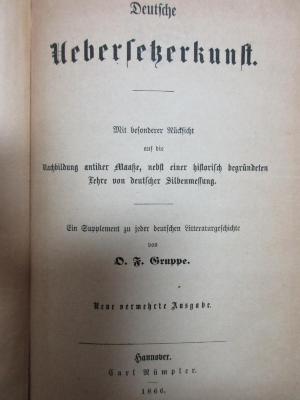 Deutsche
Uebersetzerkunst.
Mit besonderer Rücksicht
auf die
Nachbildung antiker Maaße, nebst einer historisch begründeten
Lehre von deutscher Silbenmessung.
Ein Supplement zu jeder deutschen Litteraturgeschichte
von
O. F. Gruppe.
Neue vermehrte Ausgabe.
Hannover.
Carl Rümpler.
1866.